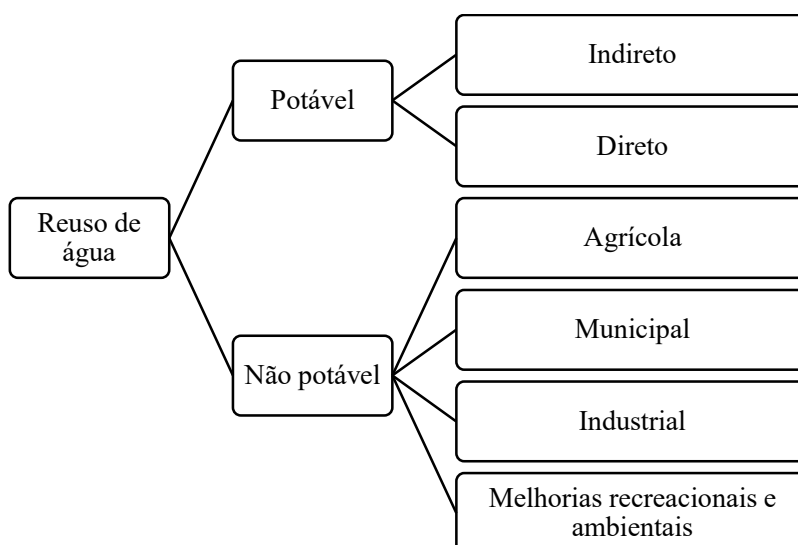 Reuso de
água
Potável
Indireto
Direto
Não potável
Agrícola
Municipal
Industrial
Melhorias recreacionais e
ambientais